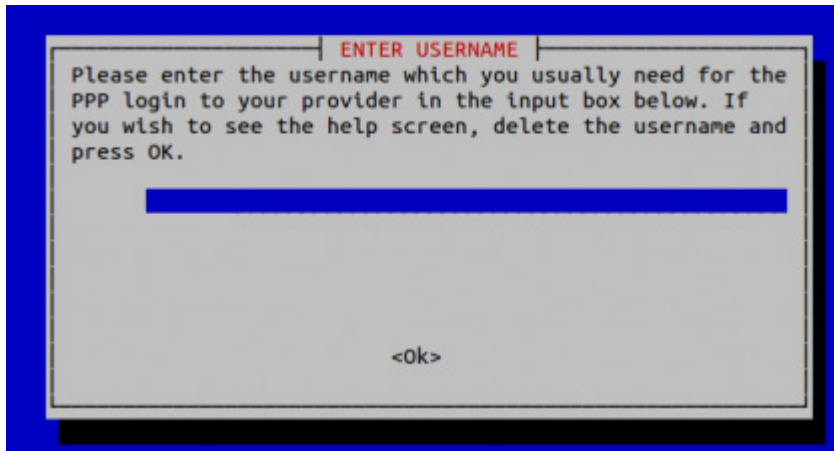 ENTER USERNAME
Please enter the username which you usually need for the
PPP login to your provider in the input box below. If
you wish to see the help screen, delete the username and
press OK.
<Ok>